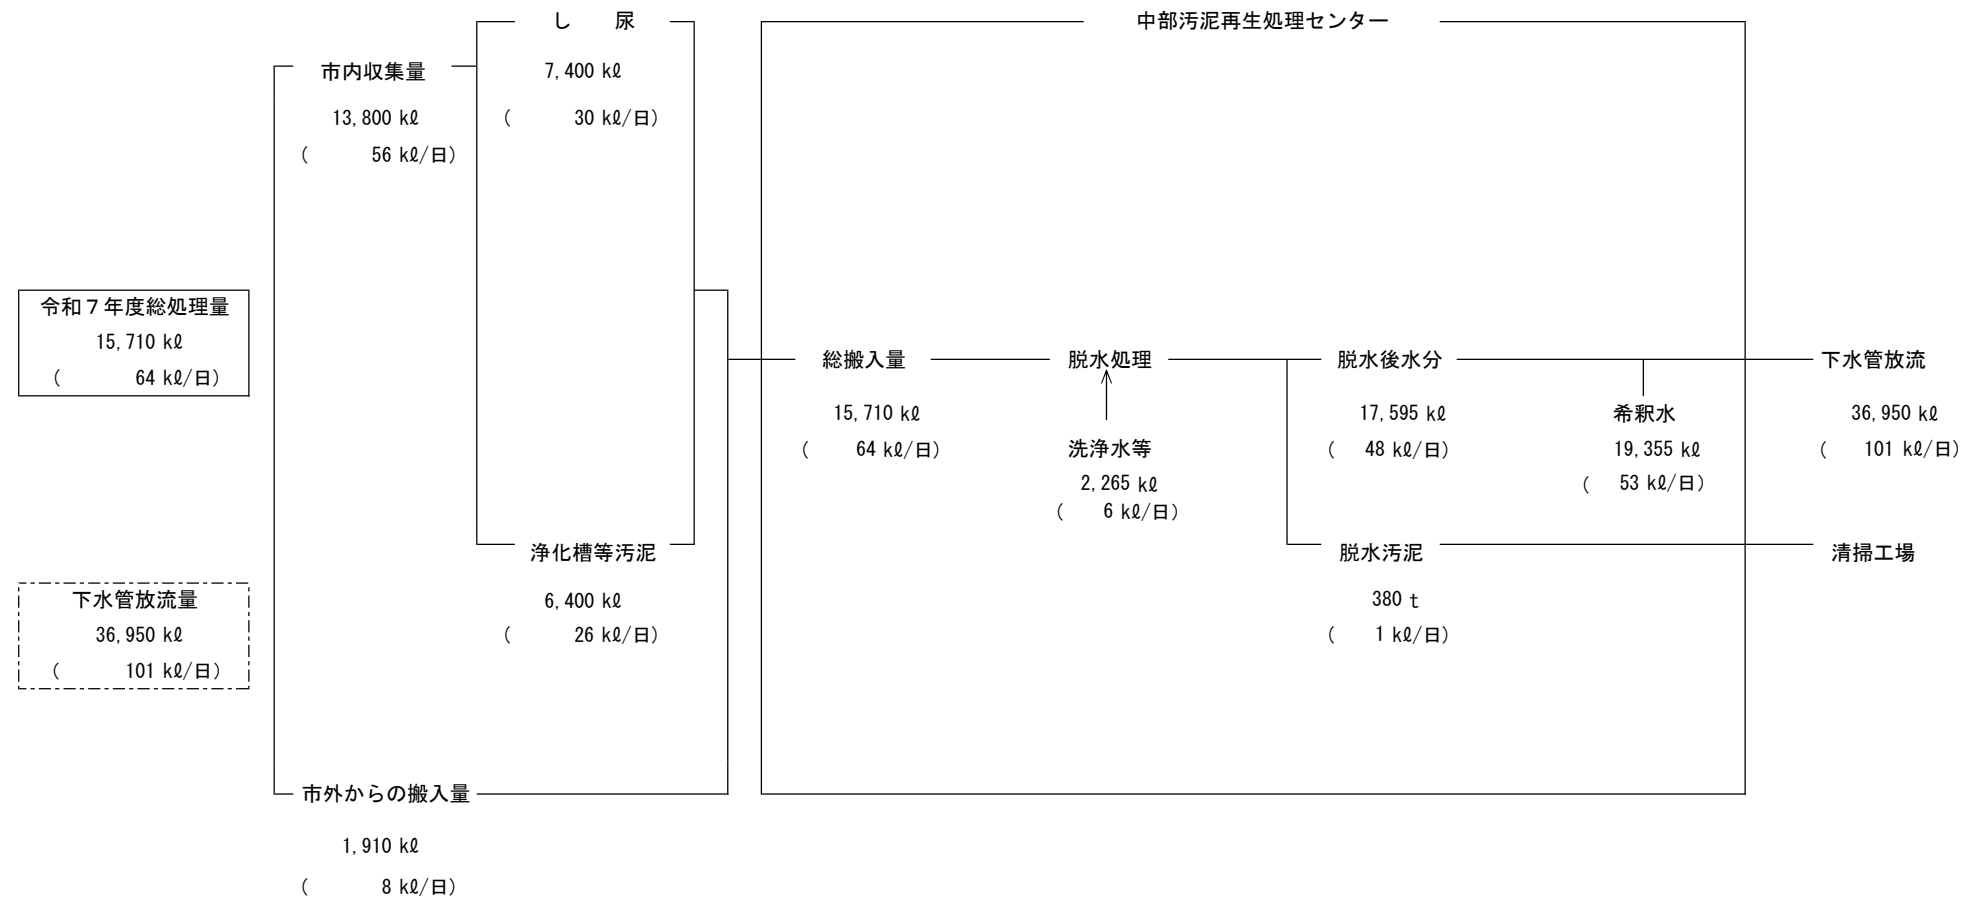 し　尿
7,400 kℓ
(　30 kℓ/日)
中部汚泥再生処理センター
市内収集量
13,800 kℓ
(　56 kℓ/日)
令和７年度総処理量
15,710 kℓ
(　64 kℓ/日)
総搬入量
15,710 kℓ
(　64 kℓ/日)
脱水処理
洗浄水等
2,265 kℓ
(　6 kℓ/日)
脱水後水分
17,595 kℓ
(　48 kℓ/日)
希釈水
19,355 kℓ
(　53 kℓ/日)
下水管放流
36,950 kℓ
(　101 kℓ/日)
浄化槽等汚泥
6,400 kℓ
(　26 kℓ/日)
脱水汚泥
380 t
(　1 kℓ/日)
清掃工場
下水管放流量
36,950 kℓ
(　101 kℓ/日)
市外からの搬入量
1,910 kℓ
(　8 kℓ/日)